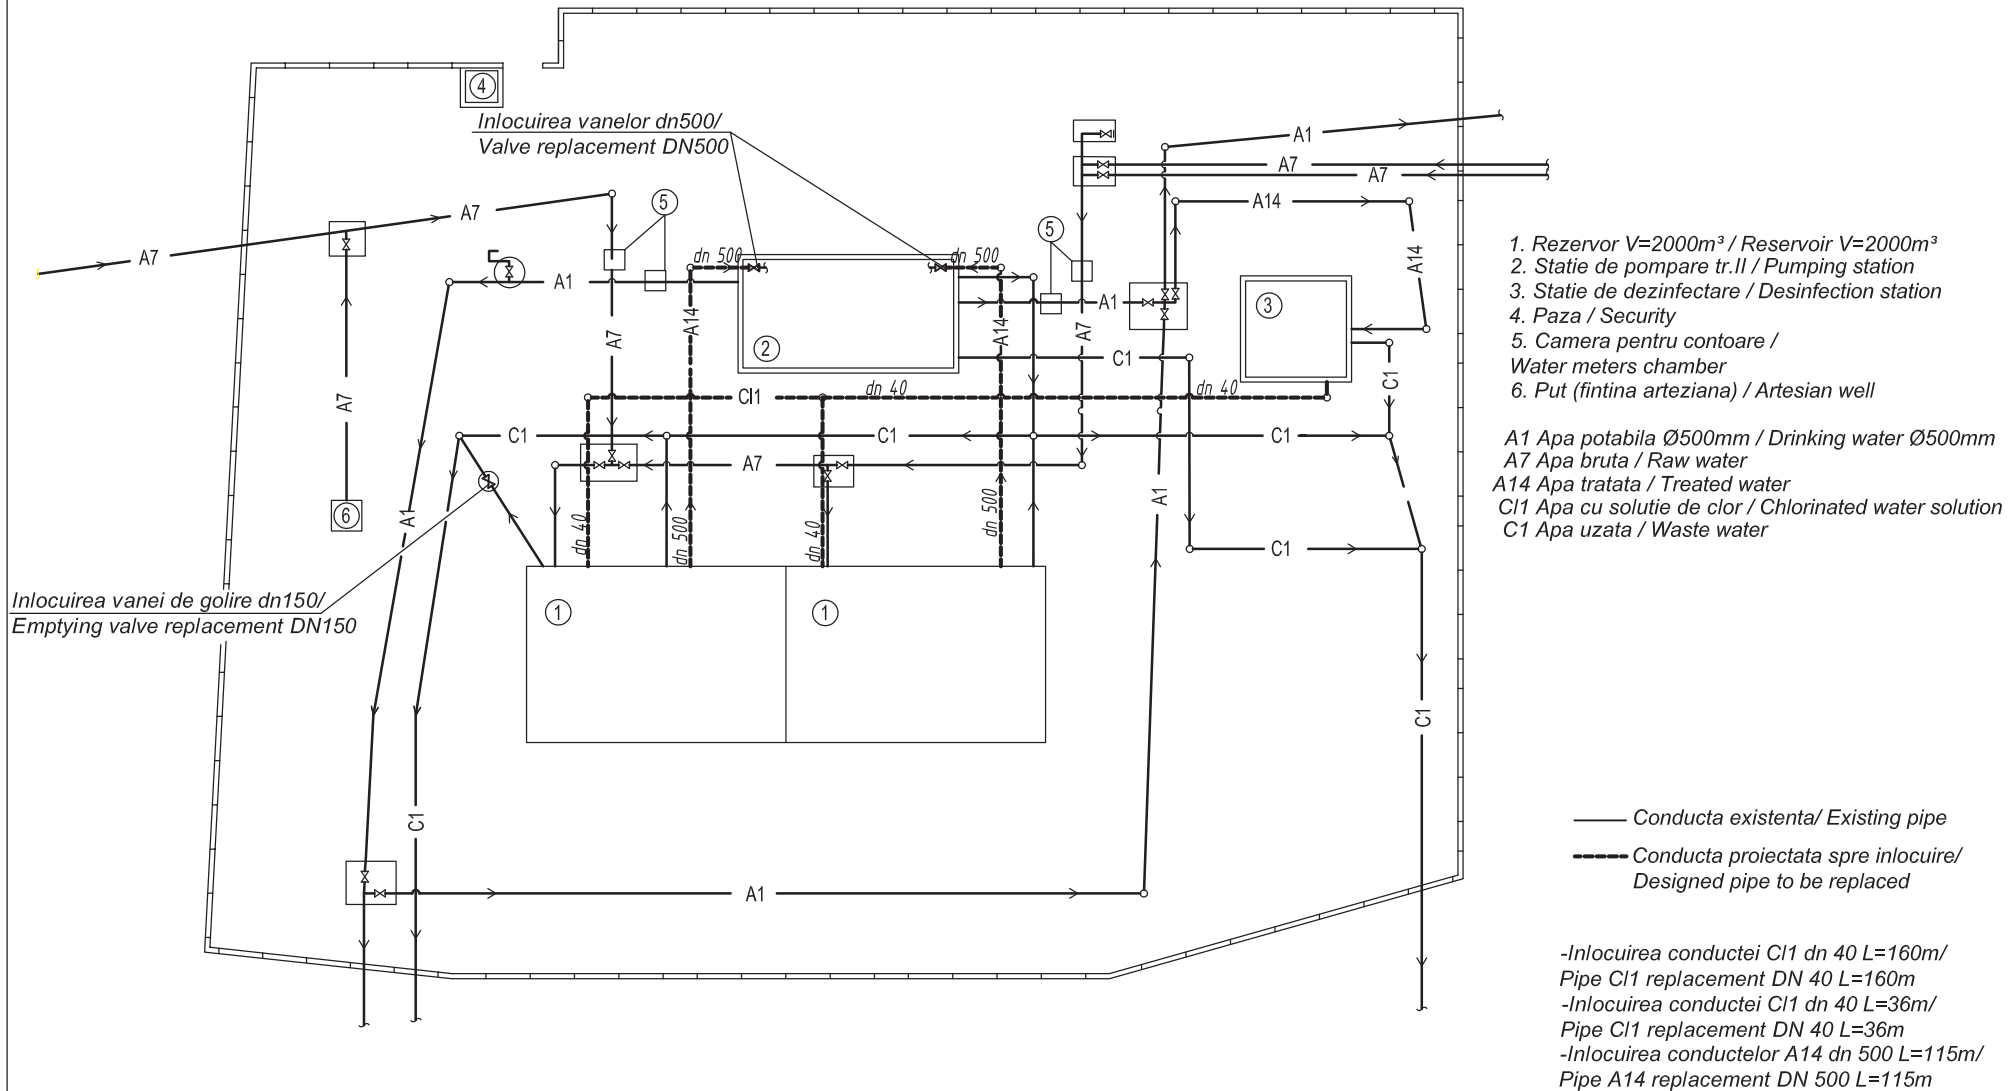 4
Inlocuirea vanelor dn500/
Valve replacement DN500
A1
A7
A7
A14
A14
5
5
A7
A7
dn 500
dn 500
A1
A1
A7
A7
A14
A14
2
3
C1
C1
A7
Cl1
dn 40
dn 40
C1
C1
C1
A7
A1
A1
6
dn 40
dn 500
dn 40
dn 500
C1
Inlocuirea vanei de golire dn150/
Emptying valve replacement DN150
1
1
C1
C1
A1
1. Rezervor V=2000m³ / Reservoir V=2000m³
2. Statie de pompare tr.II / Pumping station
3. Statie de dezinfectare / Desinfection station
4. Paza / Security
5. Camera pentru contoare /
Water meters chamber
6. Put (fintina arteziana) / Artesian well
A1 Apa potabila Ø500mm / Drinking water Ø500mm
A7 Apa bruta / Raw water
A14 Apa tratata / Treated water
Cl1 Apa cu solutie de clor / Chlorinated water solution
C1 Apa uzata / Waste water
Conducta existenta/ Existing pipe
Conducta proiectata spre inlocuire/
Designed pipe to be replaced
-Inlocuirea conductei Cl1 dn 40 L=160m/
Pipe Cl1 replacement DN 40 L=160m
-Inlocuirea conductei Cl1 dn 40 L=36m/
Pipe Cl1 replacement DN 40 L=36m
-Inlocuirea conductelor A14 dn 500 L=115m/
Pipe A14 replacement DN 500 L=115m